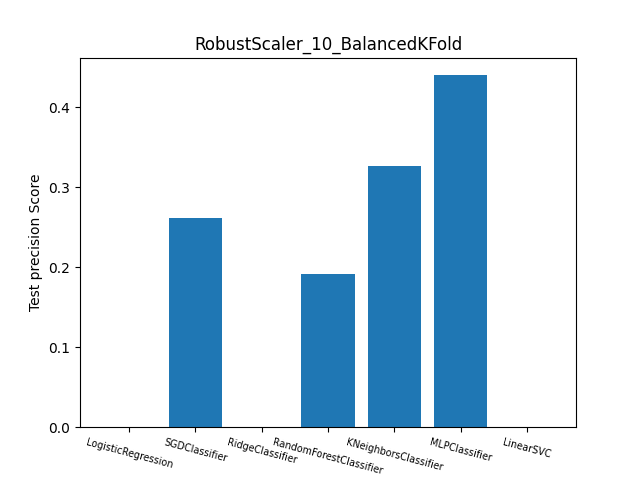 RobustScaler_10_BalancedKFold
Test precision Score
0.4
0.3
0.2
0.1
0.0
LogisticRegression
SGDClassifier
RidgeClassifier
RandomForestClassifier
KNeighborsClassifier
MLPClassifier
LinearSVC